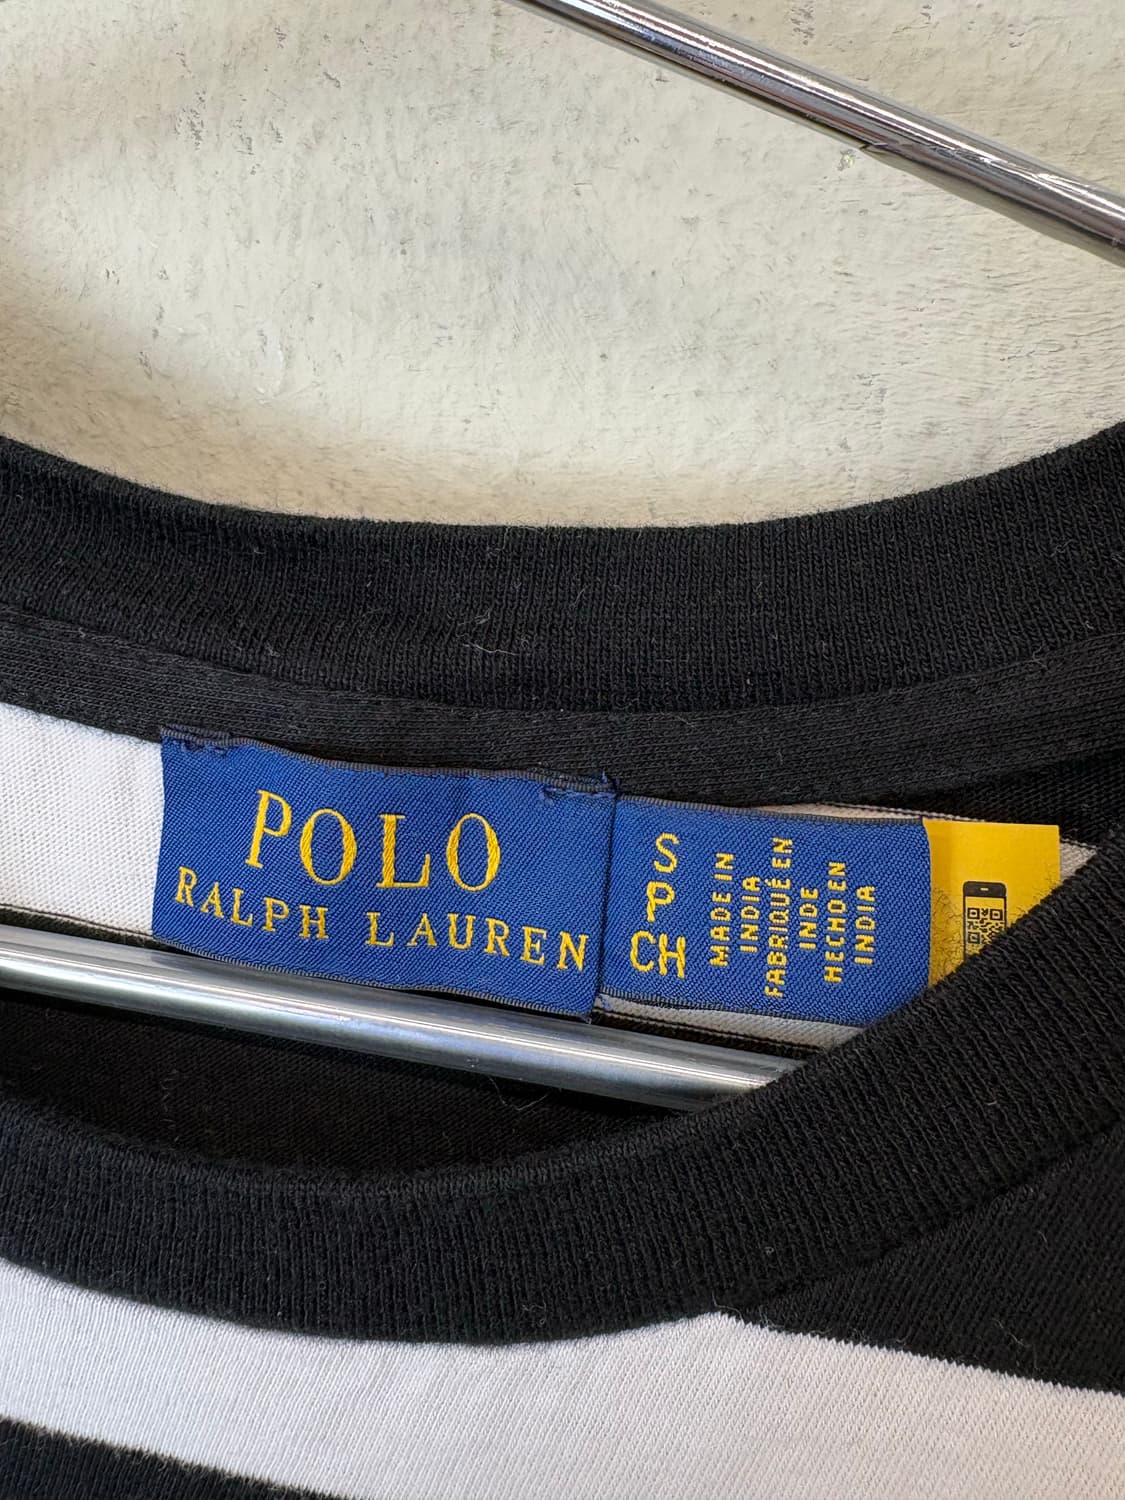 POLO
RALPH LAUREN
S
P
CH
MADE IN
INDIA
FABRIQUÉ EN
INDE
HECHO EN
INDIA